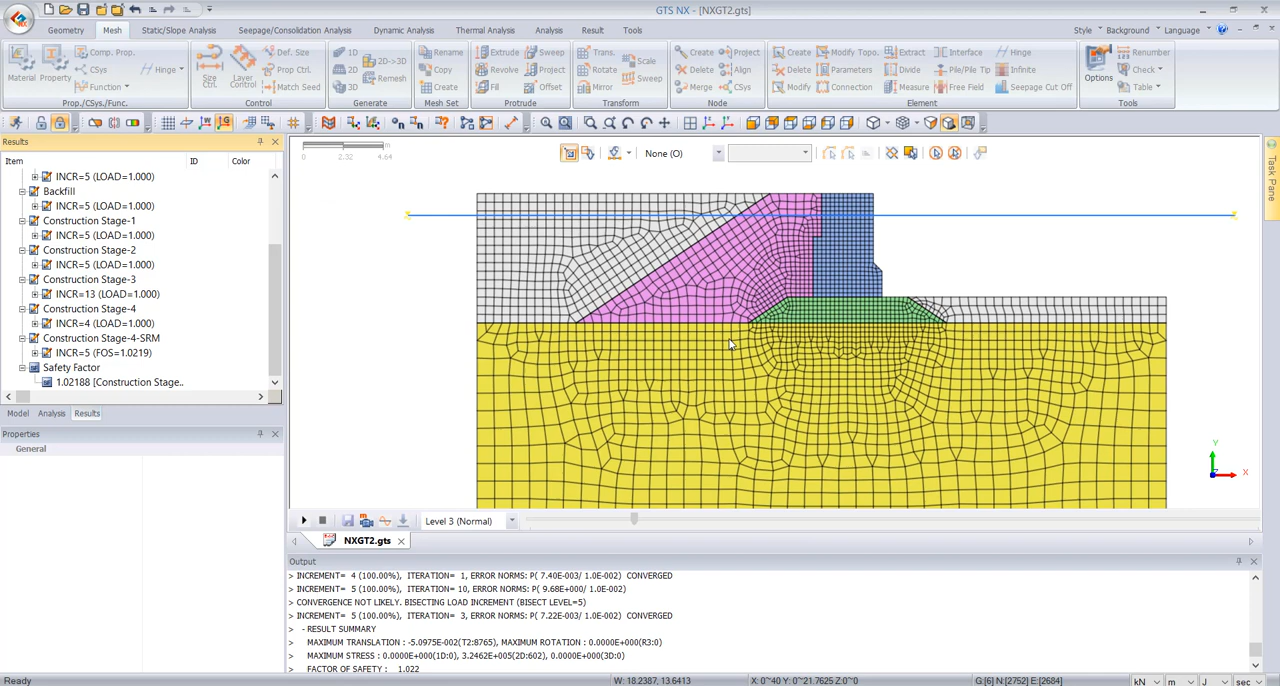 GTS NX - [NXGT2.gts]
Geometry Mesh Static/Slope Analysis Seepage/Consolidation Analysis Dynamic Analysis Thermal Analysis Analysis Result Tools Style Background Language
Comp. Prop. Def. Size 1D 2D->3D Rename Extrude Sweep Trans. Scale Create Project Create Modify Topo. Extract Interface Hinge Renumber
CSys Hinge Prop Ctrl. 2D Remesh Copy Revolve Project Rotate Sweep Delete Align Delete Parameters Divide Pile/Pile Tip Infinite Check
Material Property Function Size Ctrl. Layer Control Match Seed 3D Create Fill Offset Mirror Merge CSys Modify Connection Measure Free Field Seepage Cut Off Options Table
Prop./CSys./Func. Control Generate Mesh Set Protrude Transform Node Element Tools
Results
Item ID Color
INCR=5 (LOAD=1.000)
Backfill
INCR=5 (LOAD=1.000)
Construction Stage-1
INCR=5 (LOAD=1.000)
Construction Stage-2
INCR=5 (LOAD=1.000)
Construction Stage-3
INCR=13 (LOAD=1.000)
Construction Stage-4
INCR=4 (LOAD=1.000)
Construction Stage-4-SRM
INCR=5 (FOS=1.0219)
Safety Factor
1.02188 [Construction Stage..
Model Analysis Results
Properties
General
0 2.32 4.64 m
None (O)
Task Pane
Y
X
Level 3 (Normal)
NXGT2.gts
Output
> INCREMENT= 4 (100.00%), ITERATION= 1, ERROR NORMS: P( 7.40E-003/ 1.0E-002) CONVERGED
> INCREMENT= 5 (100.00%), ITERATION= 10, ERROR NORMS: P( 9.68E+000/ 1.0E-002)
> CONVERGENCE NOT LIKELY. BISECTING LOAD INCREMENT (BISECT LEVEL=5)
> INCREMENT= 5 (100.00%), ITERATION= 3, ERROR NORMS: P( 7.22E-003/ 1.0E-002) CONVERGED
> - RESULT SUMMARY
> MAXIMUM TRANSLATION : -5.0975E-002(T2:8765), MAXIMUM ROTATION : 0.0000E+000(R3:0)
> MAXIMUM STRESS : 0.0000E+000(1D:0), 3.2462E+005(2D:602), 0.0000E+000(3D:0)
> FACTOR OF SAFETY : 1.022
Ready W: 18.2387, 13.6413 X: 0~40 Y: 0~21.7625 Z:0~0 G:[6] N:[2752] E:[2684] kN m J sec